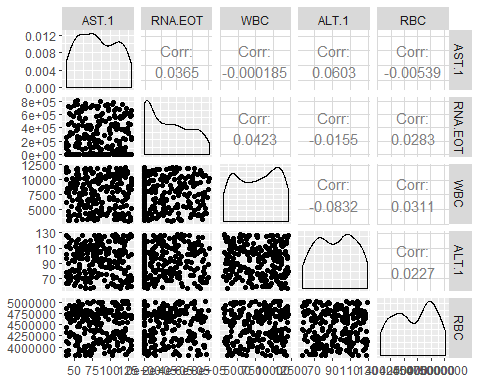 AST.1 RNA.EOT WBC ALT.1 RBC
0.012
0.008
0.004
0.000
Corr:
0.0365
Corr:
-0.000185
Corr:
0.0603
Corr:
-0.00539
AST.1
8e+05
6e+05
4e+05
2e+05
0e+00
Corr:
0.0423
Corr:
-0.0155
Corr:
0.0283
RNA.EOT
12500
10000
7500
5000
Corr:
-0.0832
Corr:
0.0311
WBC
130
110
90
70
Corr:
0.0227
ALT.1
5000000
4750000
4500000
4250000
4000000
RBC
50 75 100
70 90 110